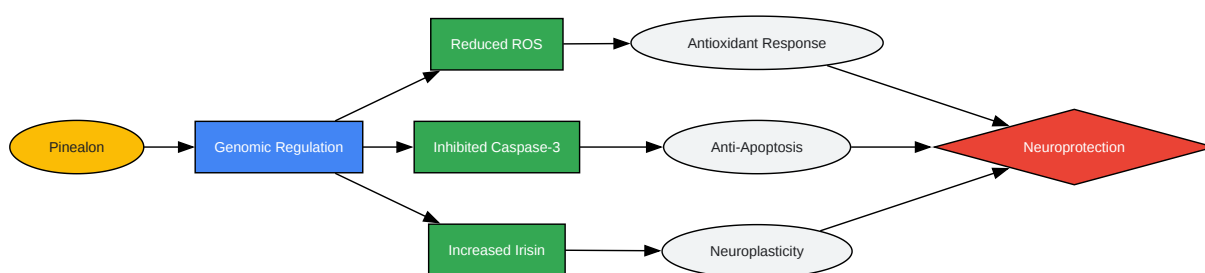 Pinealon
Genomic Regulation
Reduced ROS
Antioxidant Response
Inhibited Caspase-3
Anti-Apoptosis
Increased Irisin
Neuroplasticity
Neuroprotection